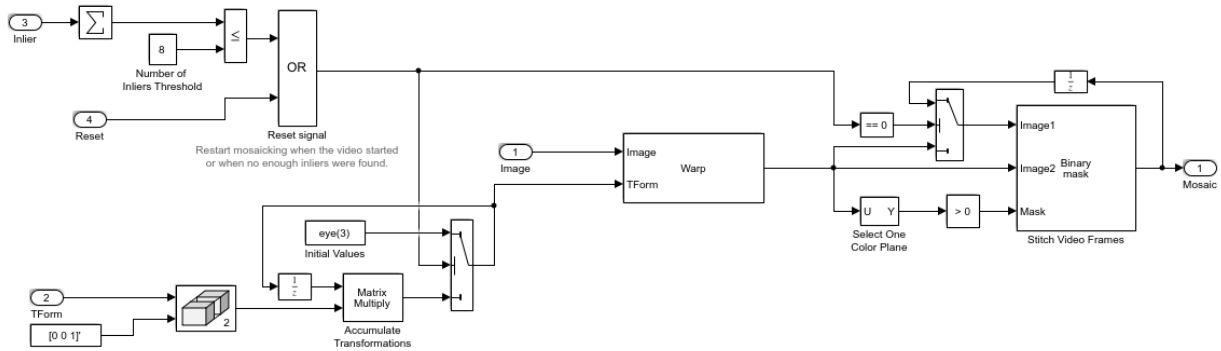 3
Inlier
Σ
8
Number of
Inliers Threshold
≤
4
Reset
OR
Reset signal
Restart mosaicking when the video started
or when no enough inliers were found.
1
Image
Image
TForm
Warp
eye(3)
Initial Values
1
z
Matrix
Multiply
Accumulate
Transformations
2
TForm
[0 0 1]'
2
== 0
1
z
Image1
Image2
Mask
Binary
mask
Stitch Video Frames
U Y
Select One
Color Plane
> 0
1
Mosaic